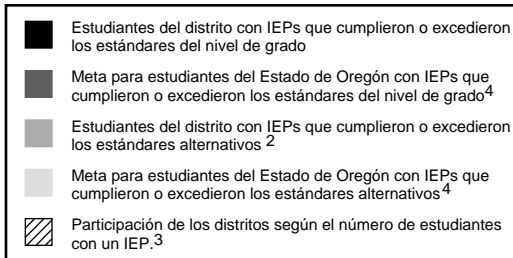 Estudiantes del distrito con IEPs que cumplieron o excedieron
los estándares del nivel de grado
Meta para estudiantes del Estado de Oregón con IEPs que
cumplieron o excedieron los estándares del nivel de grado4
Estudiantes del distrito con IEPs que cumplieron o excedieron
los estándares alternativos 2
Meta para estudiantes del Estado de Oregón con IEPs que
cumplieron o excedieron los estándares alternativos4
Participación de los distritos según el número de estudiantes
con un IEP.3